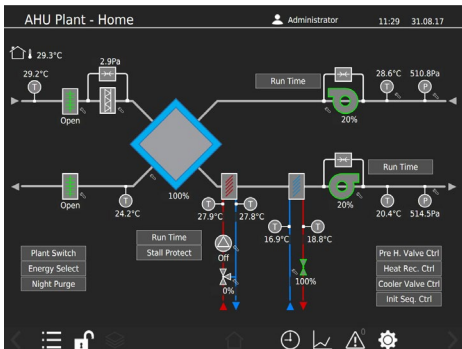 AHU Plant - Home
Administrator
11:29 31.08.17
29.3°C
29.2°C
2.9Pa
28.6°C
510.8Pa
T
Run Time
T
P
Open
20%
Run Time
T
100%
T
P
Open
24.2°C
T
27.9°C
T
27.8°C
20%
20.4°C
514.5Pa
T
16.9°C
T
18.8°C
Run Time
Stall Protect
Off
0%
100%
Plant Switch
Energy Select
Night Purge
Pre H. Valve Ctrl
Heat Rec. Ctrl
Cooler Valve Ctrl
Init Seq. Ctrl
0